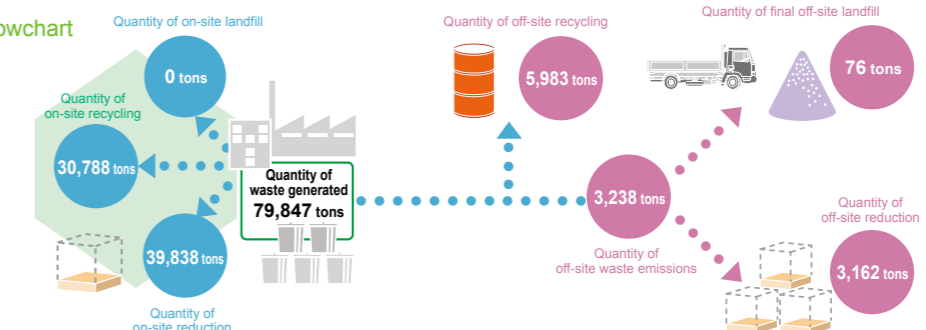 owchart
Quantity of on-site landfill
0 tons
Quantity of
on-site recycling
30,788 tons
39,838 tons
Quantity of
on-site reduction
Quantity of
waste generated
79,847 tons
Quantity of off-site recycling
5,983 tons
3,238 tons
Quantity of
off-site waste emissions
Quantity of final off-site landfill
76 tons
Quantity of
off-site reduction
3,162 tons